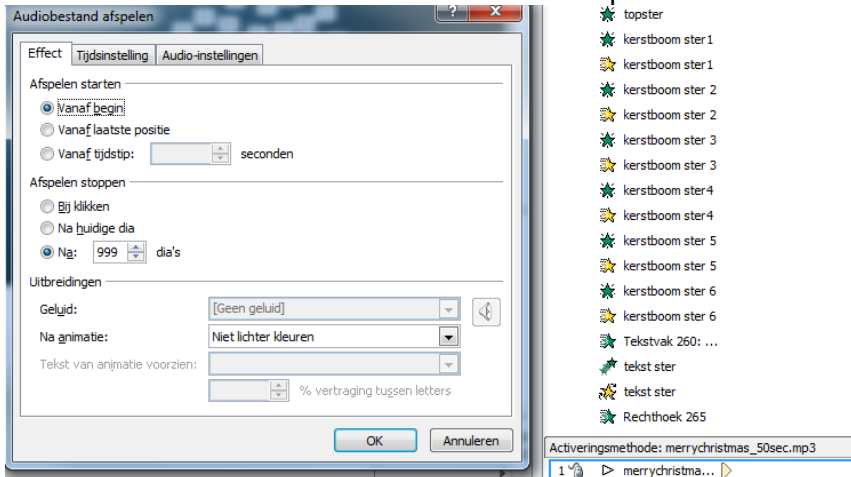 Audiobestand afspelen
Effect Tijdsinstelling Audio-instellingen
Afspelen starten
Vanaf begin
Vanaf laatste positie
Vanaf tijdstip: seconden
Afspelen stoppen
Bij klikken
Na huidige dia
Na: 999 dia's
Uitbreidingen
Geluid: [Geen geluid]
Na animatie: Niet lichter kleuren
Tekst van animatie voorzien:
% vertraging tussen letters
OK Annuleren
topster
kerstboom ster1
kerstboom ster1
kerstboom ster 2
kerstboom ster 2
kerstboom ster 3
kerstboom ster 3
kerstboom ster4
kerstboom ster4
kerstboom ster 5
kerstboom ster 5
kerstboom ster 6
kerstboom ster 6
Tekstvak 260: ...
tekst ster
tekst ster
Rechthoek 265
Activeringsmethode: merrychristmas_50sec.mp3
1 merrychristma...